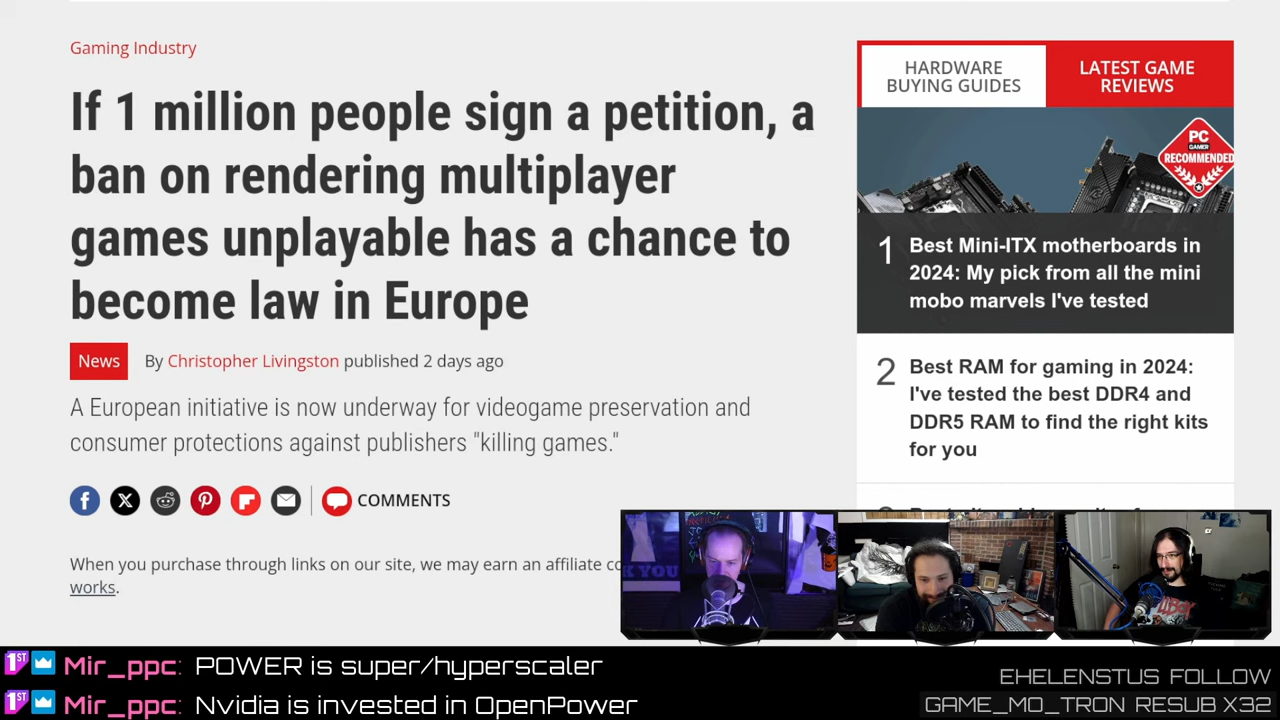 Gaming Industry
If 1 million people sign a petition, a
ban on rendering multiplayer
games unplayable has a chance to
become law in Europe
News
By Christopher Livingston published 2 days ago
A European initiative is now underway for videogame preservation and
consumer protections against publishers "killing games."
COMMENTS
When you purchase through links on our site, we may earn an affiliate
works.
HARDWARE
BUYING GUIDES
LATEST GAME
REVIEWS
PC
GAMER
RECOMMENDED
1
Best Mini-ITX motherboards in
2024: My pick from all the mini
mobo marvels I've tested
2
Best RAM for gaming in 2024:
I've tested the best DDR4 and
DDR5 RAM to find the right kits
for you
1ST Mir_ppc: POWER is super/hyperscaler
1ST Mir_ppc: Nvidia is invested in OpenPower
EHELENSTUS FOLLOW
GAME_MO_TRON RESUB X32